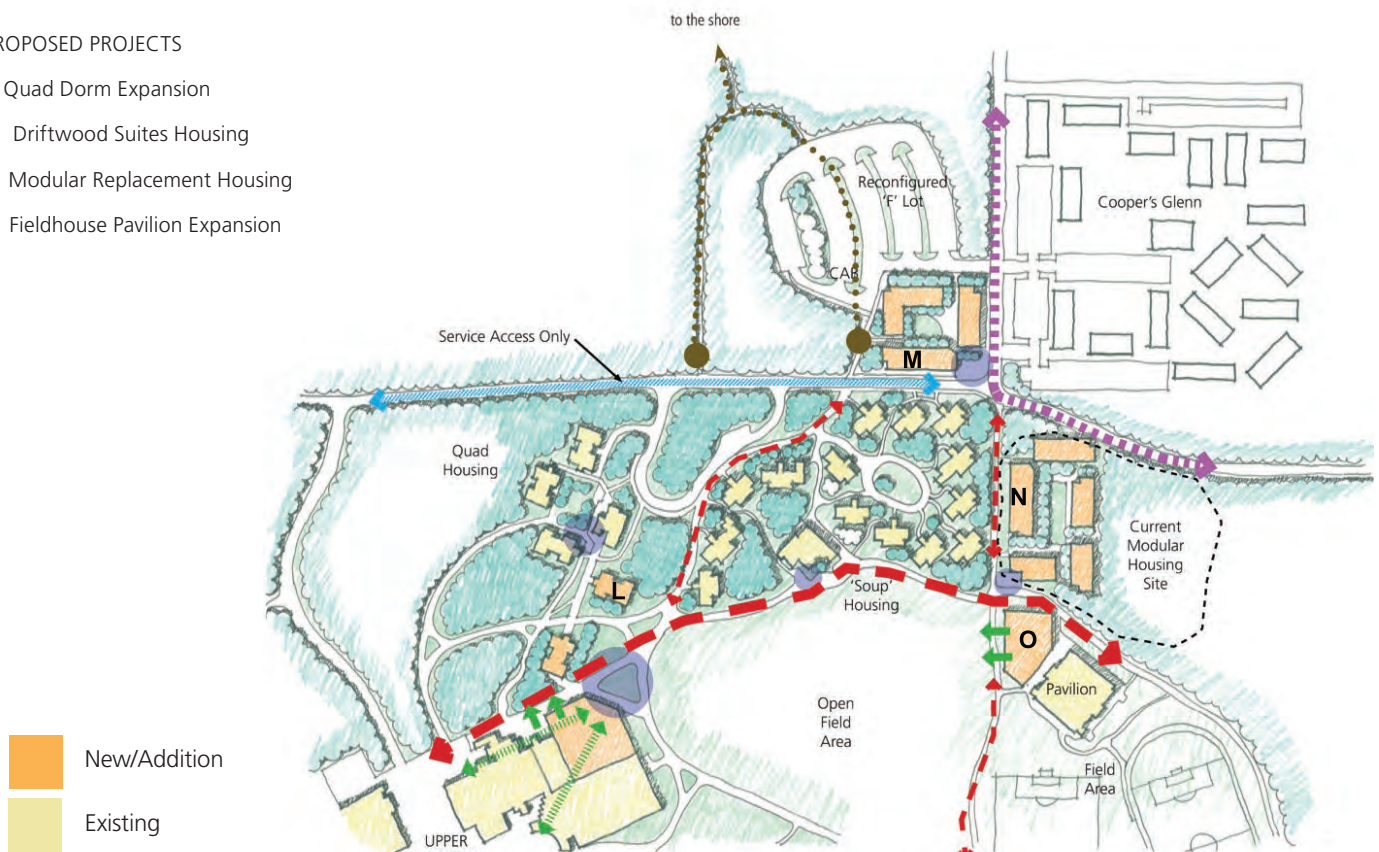 to the shore
ROPOSED PROJECTS
Quad Dorm Expansion
Driftwood Suites Housing
Modular Replacement Housing
Fieldhouse Pavilion Expansion
Reconfigured
'F' Lot
Cooper's Glenn
CAB
Service Access Only
M
Quad
Housing
N
Current
Modular
Housing
Site
L
'Soup'
Housing
O
Pavilion
Open
Field
Area
Field
Area
New/Addition
Existing
UPPER